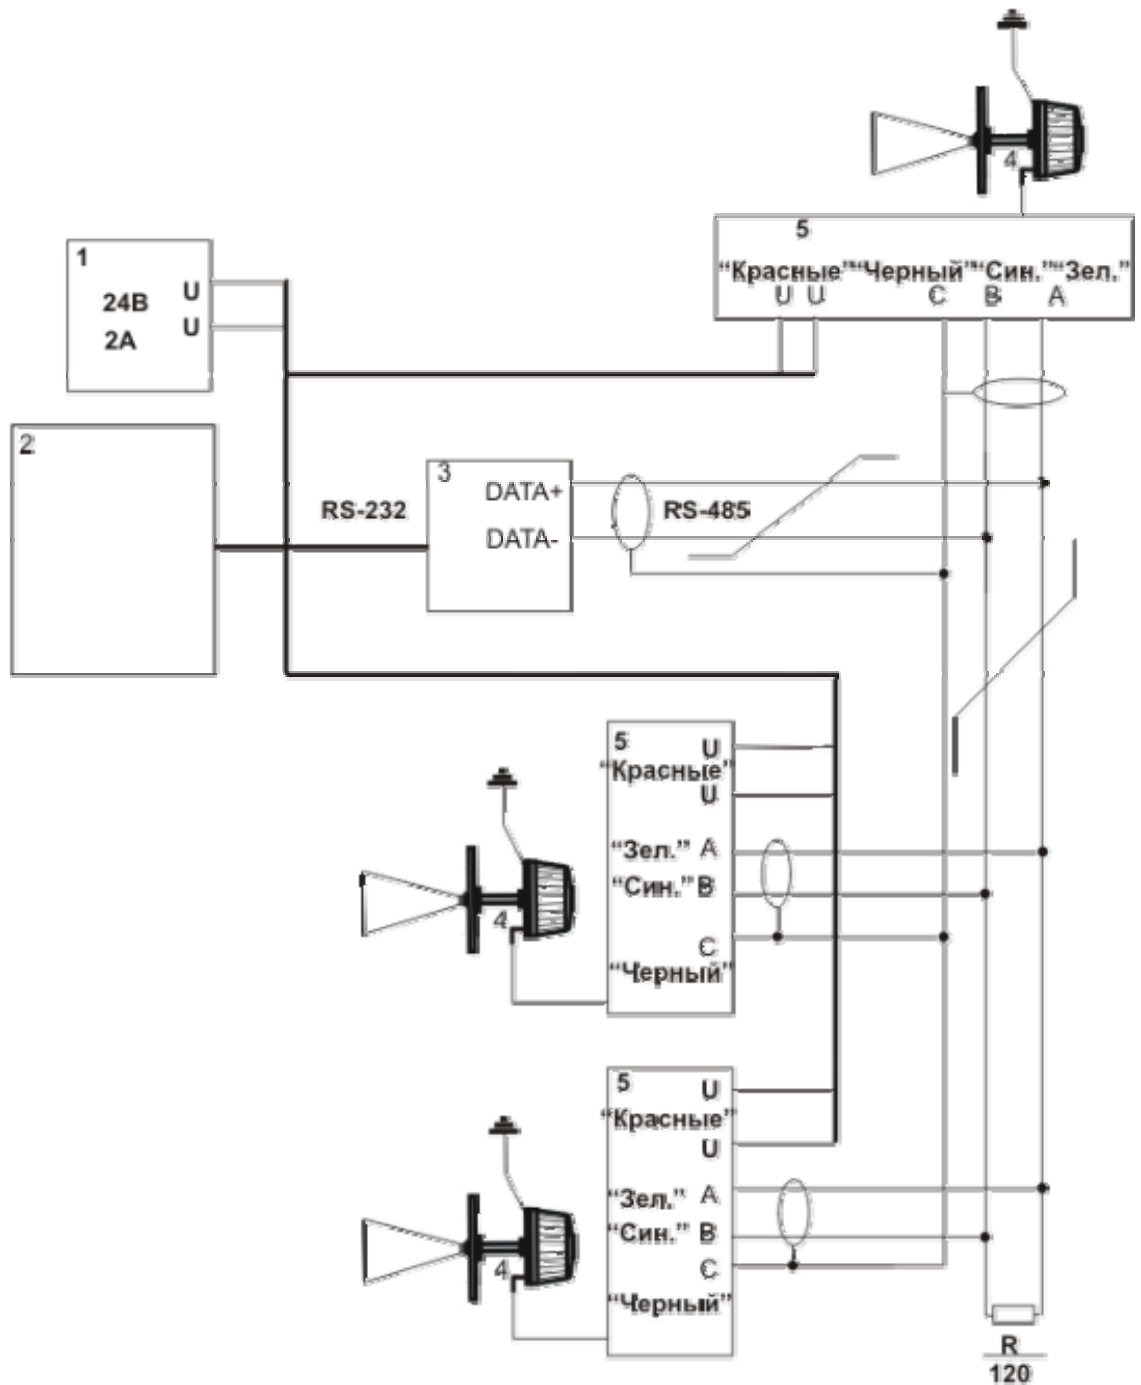 4
5
“Красные” “Черный” “Син.” “Зел.”
U U C B A
1
24В U
2А U
2
3
DATA+
DATA-
RS-232
RS-485
5
U
“Красные”
U
“Зел.” A
“Син.” B
C
“Черный”
4
5
U
“Красные”
U
“Зел.” A
“Син.” B
C
“Черный”
4
R
120